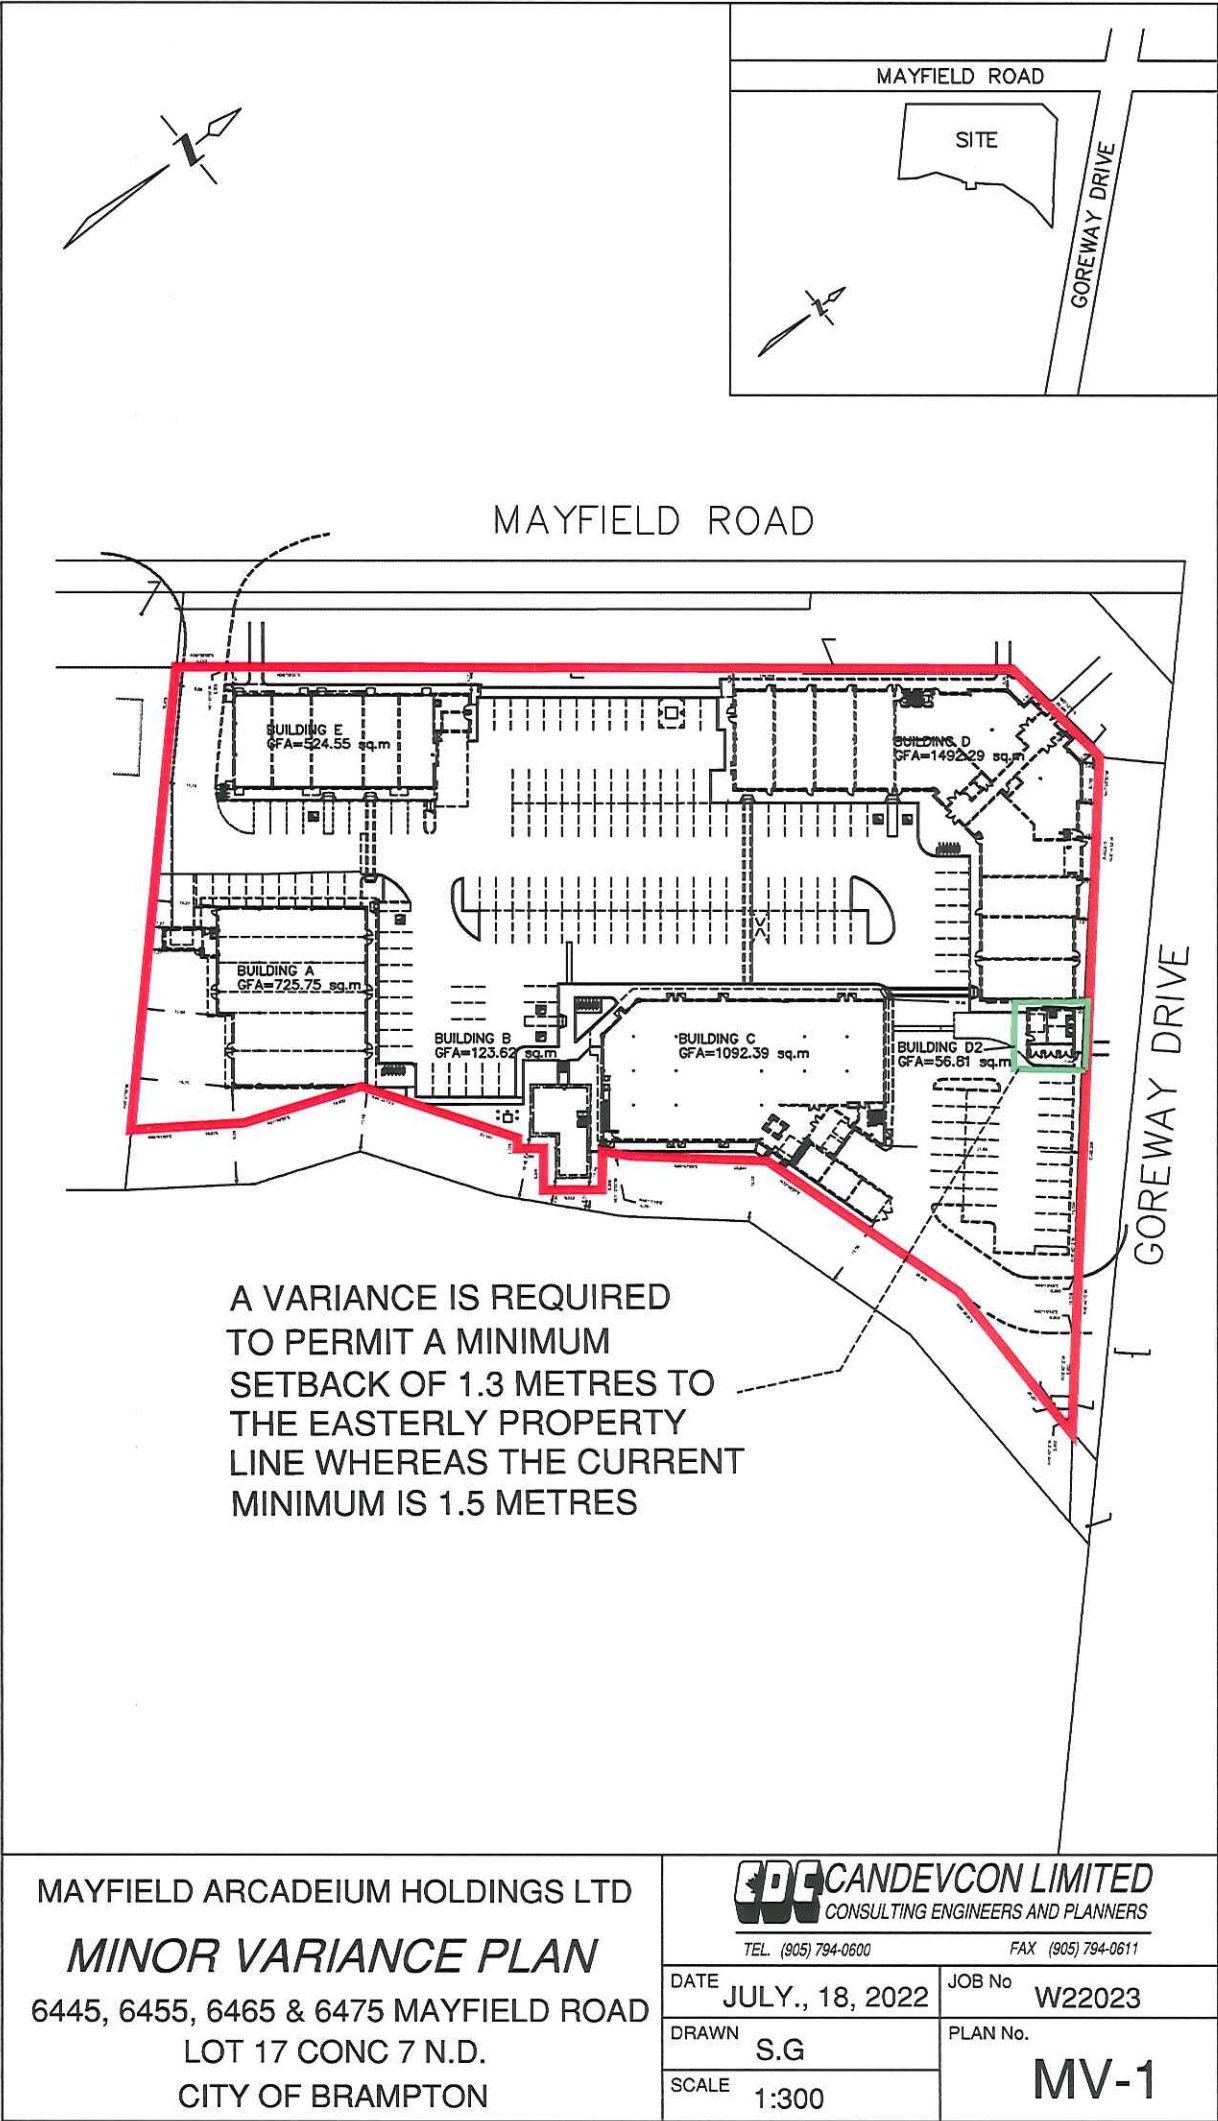 MAYFIELD ROAD
SITE
GOREWAY DRIVE
MAYFIELD ROAD
BUILDING E
GFA=524.55 sq.m
BUILDING D
GFA=1492.29 sq.m
BUILDING A
GFA=725.75 sq.m
BUILDING B
GFA=123.62 sq.m
BUILDING C
GFA=1092.39 sq.m
BUILDING D2
GFA=56.81 sq.m
GOREWAY DRIVE
A VARIANCE IS REQUIRED
TO PERMIT A MINIMUM
SETBACK OF 1.3 METRES TO
THE EASTERLY PROPERTY
LINE WHEREAS THE CURRENT
MINIMUM IS 1.5 METRES
MAYFIELD ARCADEIUM HOLDINGS LTD
MINOR VARIANCE PLAN
6445, 6455, 6465 & 6475 MAYFIELD ROAD
LOT 17 CONC 7 N.D.
CITY OF BRAMPTON
CDC CANDEVCON LIMITED
CONSULTING ENGINEERS AND PLANNERS
TEL. (905) 794-0600 FAX (905) 794-0611
DATE JULY., 18, 2022
JOB No W22023
DRAWN S.G
PLAN No. MV-1
SCALE 1:300